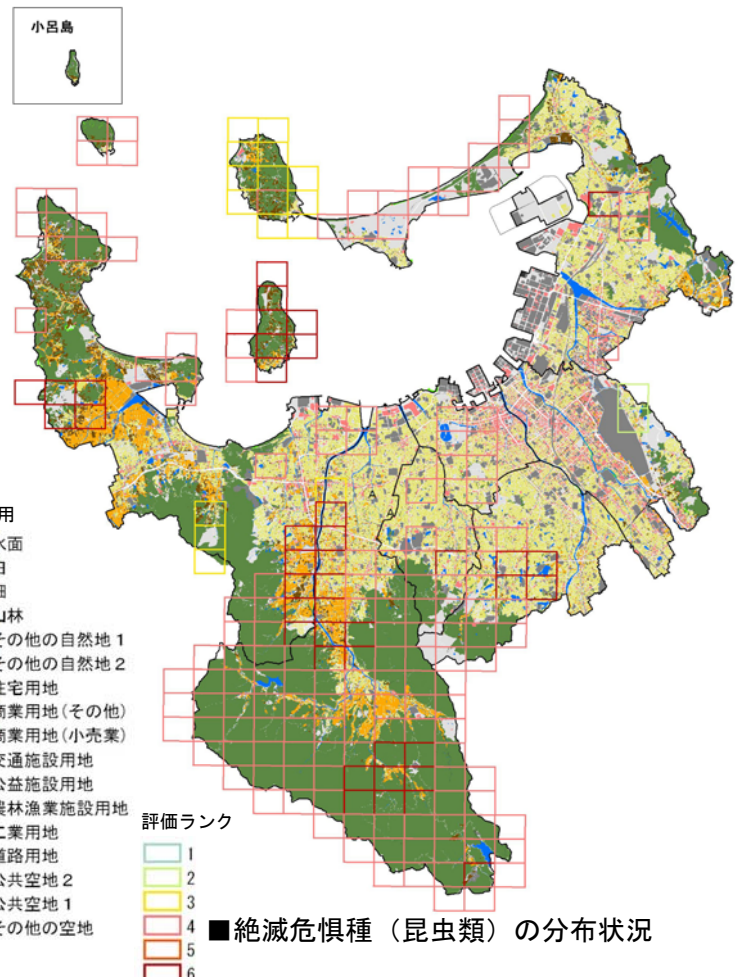 小呂島
用
水面
田
畑
山林
その他の自然地1
その他の自然地2
住宅用地
商業用地(その他)
商業用地(小売業)
交通施設用地
公益施設用地
農林漁業施設用地
工業用地
道路用地
公共空地2
公共空地1
その他の空地
評価ランク
1
2
3
4
5
6
A
A
■絶滅危惧種（昆虫類）の分布状況